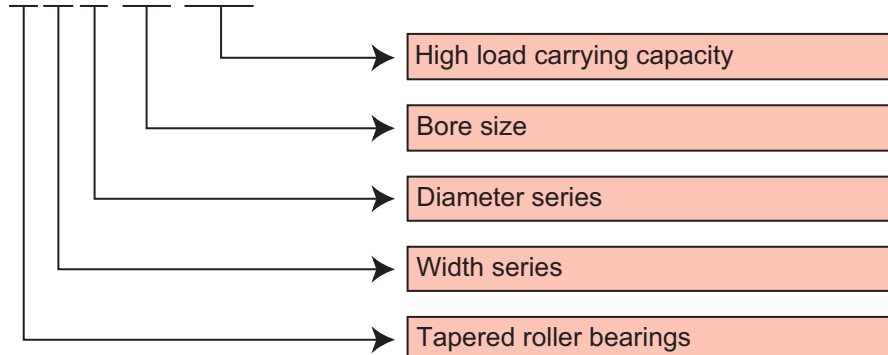 High load carrying capacity
Bore size
Diameter series
Width series
Tapered roller bearings